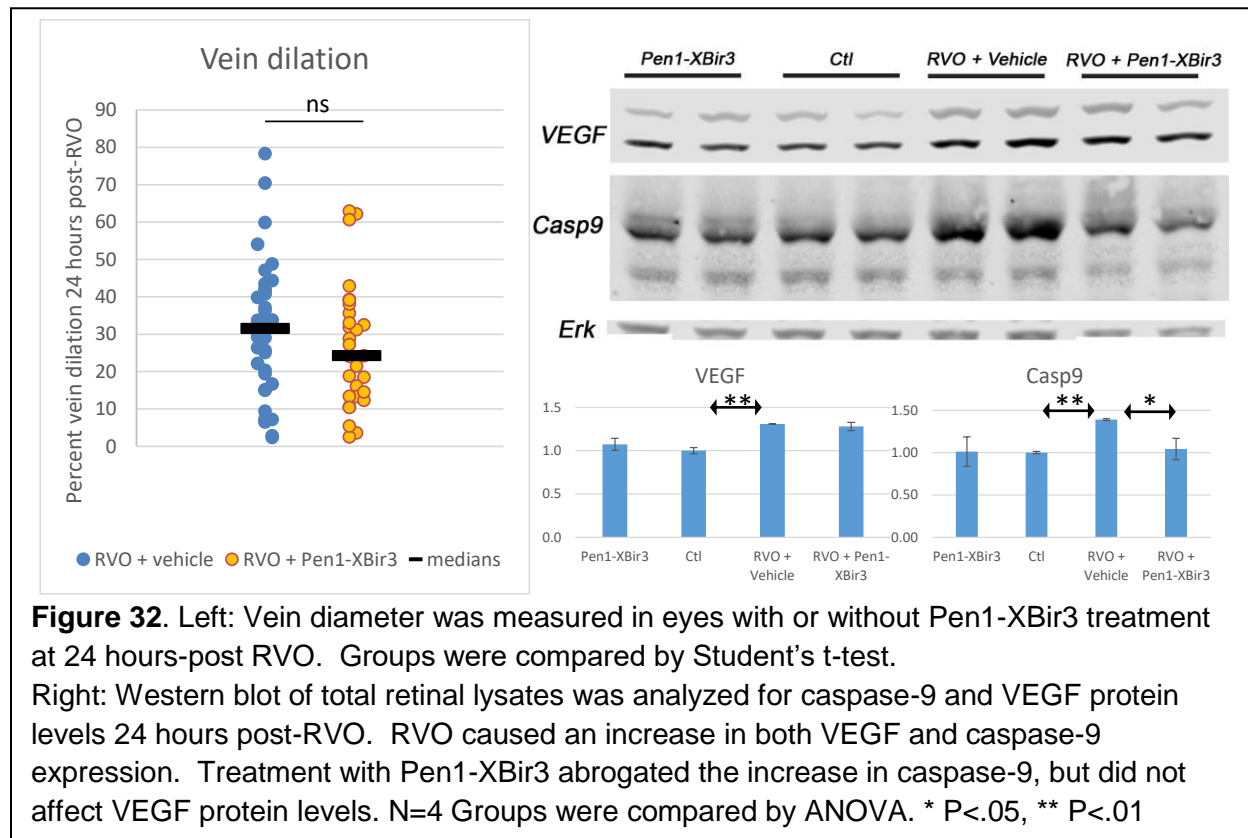 Vein dilation
ns
90
80
70
60
50
40
30
20
10
0
Percent vein dilation 24 hours post-RVO
RVO + vehicle RVO + Pen1-XBir3 medians
Pen1-XBir3 Ctl RVO + Vehicle RVO + Pen1-XBir3
VEGF
Casp9
Erk
VEGF
**
1.5
1.0
0.5
0.0
Pen1-XBir3 Ctl RVO + RVO + Pen1-
Vehicle XBir3
Casp9
** *
1.50
1.00
0.50
0.00
Pen1-XBir3 Ctl RVO + RVO +
Vehicle Pen1-XBir3
Figure 32. Left: Vein diameter was measured in eyes with or without Pen1-XBir3 treatment
at 24 hours-post RVO. Groups were compared by Student’s t-test.
Right: Western blot of total retinal lysates was analyzed for caspase-9 and VEGF protein
levels 24 hours post-RVO. RVO caused an increase in both VEGF and caspase-9
expression. Treatment with Pen1-XBir3 abrogated the increase in caspase-9, but did not
affect VEGF protein levels. N=4 Groups were compared by ANOVA. * P<.05, ** P<.01